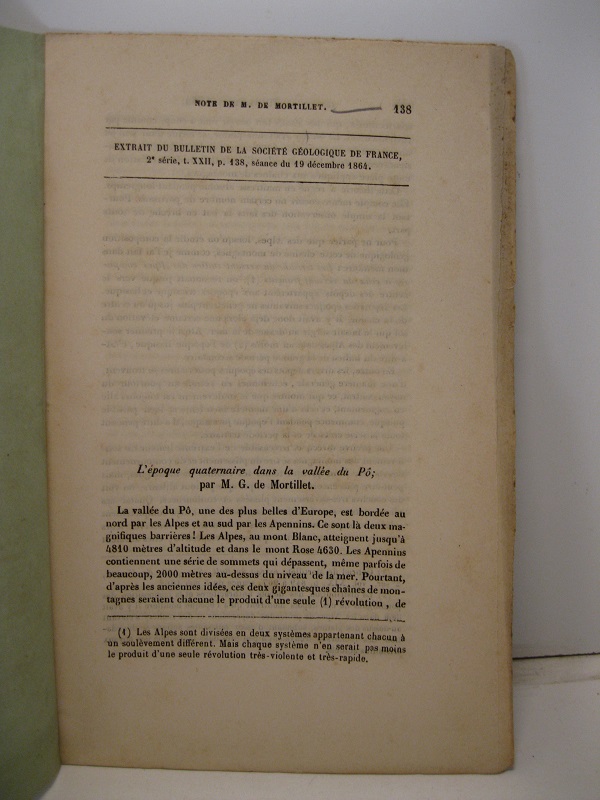 NOTE DE M. DE MORTILLET. 138
EXTRAIT DU BULLETIN DE LA SOCIÉTÉ GÉOLOGIQUE DE FRANCE,
2e série, t. XXII, p. 138, séance du 19 décembre 1864.
L'époque quaternaire dans la vallée du Pô;
par M. G. de Mortillet.
La vallée du Pô, une des plus belles d'Europe, est bordée au
nord par les Alpes et au sud par les Apennins. Ce sont là deux ma-
gnifiques barrières! Les Alpes, au mont Blanc, atteignent jusqu'à
4810 mètres d'altitude et dans le mont Rose 4630. Les Apennins
contiennent une série de sommets qui dépassent, même parfois de
beaucoup, 2000 mètres au-dessus du niveau de la mer. Pourtant,
d'après les anciennes idées, ces deux gigantesques chaînes de mon-
tagnes seraient chacune le produit d'une seule (1) révolution, de
(1) Les Alpes sont divisées en deux systèmes appartenant chacun à
un soulèvement différent. Mais chaque système n'en serait pas moins
le produit d'une seule révolution très-violente et très-rapide.